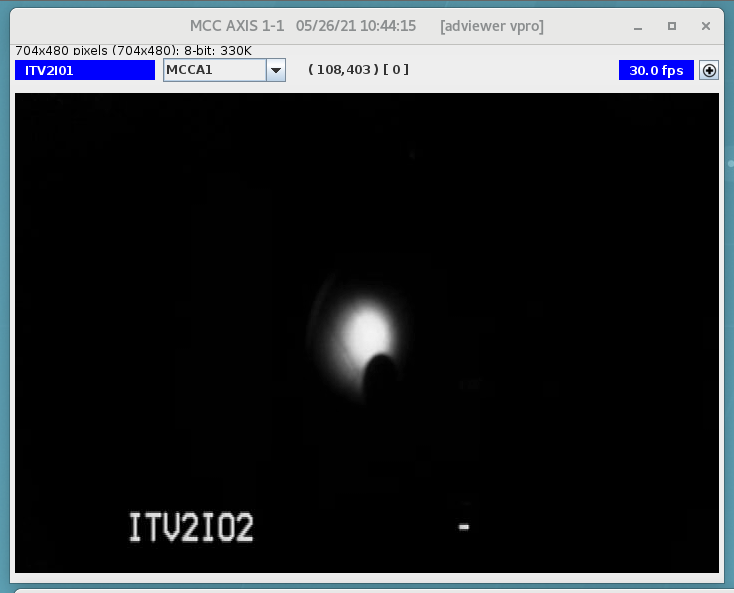 MCC AXIS 1-1 05/26/21 10:44:15 [adviewer vpro]
704x480 pixels (704x480): 8-bit: 330K
ITV2I01 MCCA1 (108,403) [ 0 ] 30.0 fps
ITV2I02 -